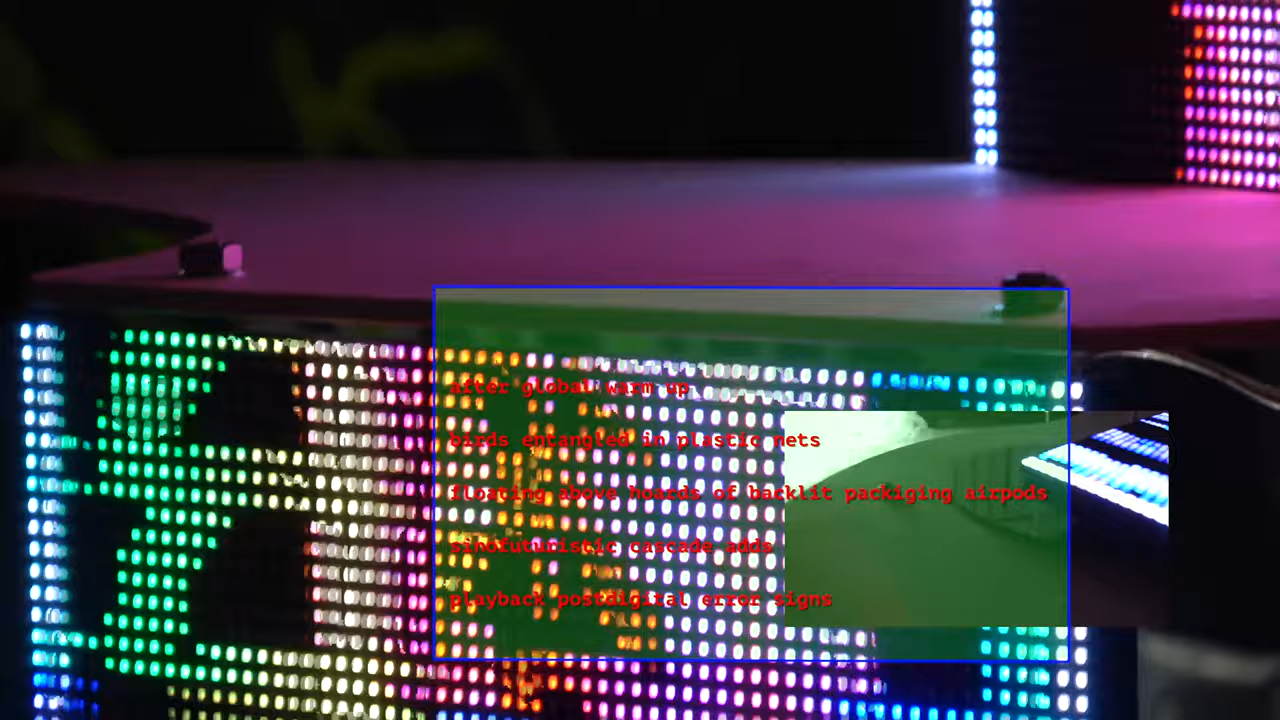 after global warm up
birds entangled in plastic nets
floating above hoards of backlit packiging airpods
sinofuturistic cascade adds
playback postdigital error signs